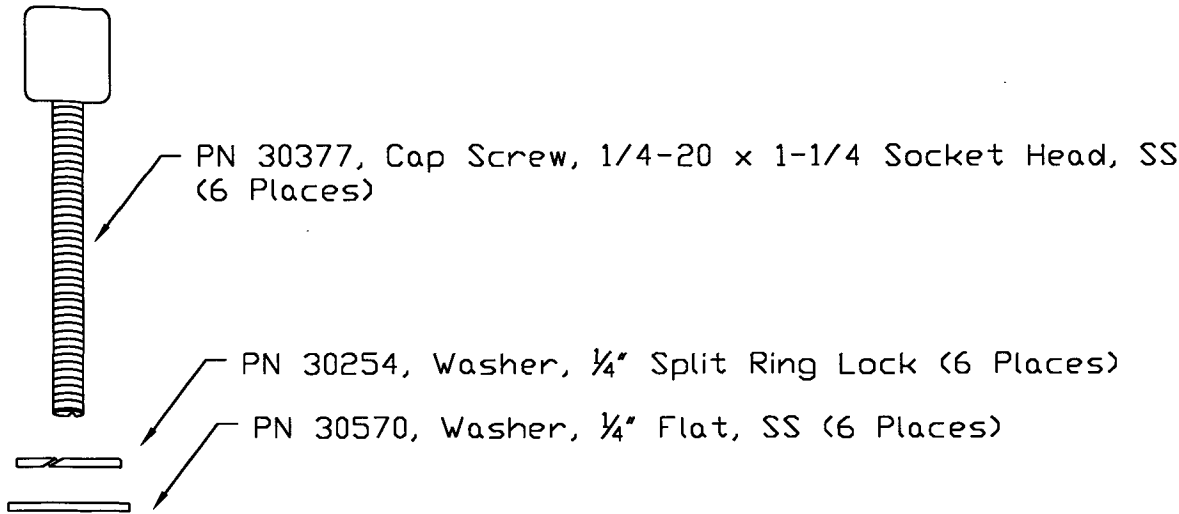 PN 30377, Cap Screw, 1/4-20 x 1-1/4 Socket Head, SS
(6 Places)
PN 30254, Washer, ¼" Split Ring Lock (6 Places)
PN 30570, Washer, ¼" Flat, SS (6 Places)